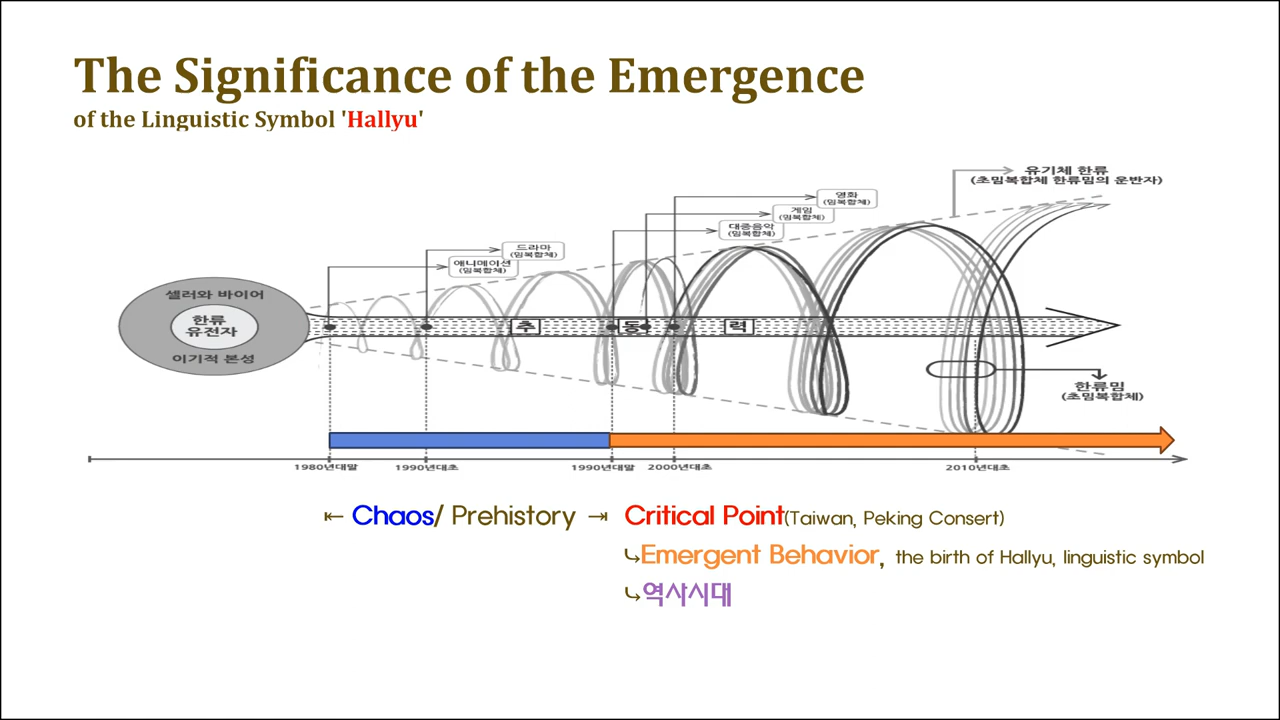 The Significance of the Emergence
of the Linguistic Symbol 'Hallyu'
유기체 한류
(초밈복합체 한류밈의 운반자)
영화
(밈복합체)
게임
(밈복합체)
대중음악
(밈복합체)
드라마
(밈복합체)
애니메이션
(밈복합체)
셀러와 바이어
한류
유전자
이기적 본성
추 동 력
한류밈
(초밈복합체)
1980년대말 1990년대초 1990년대말 2000년대초 2010년대초
⇤ Chaos/ Prehistory ⇥ Critical Point(Taiwan, Peking Consert)
↳Emergent Behavior, the birth of Hallyu, linguistic symbol
↳역사시대